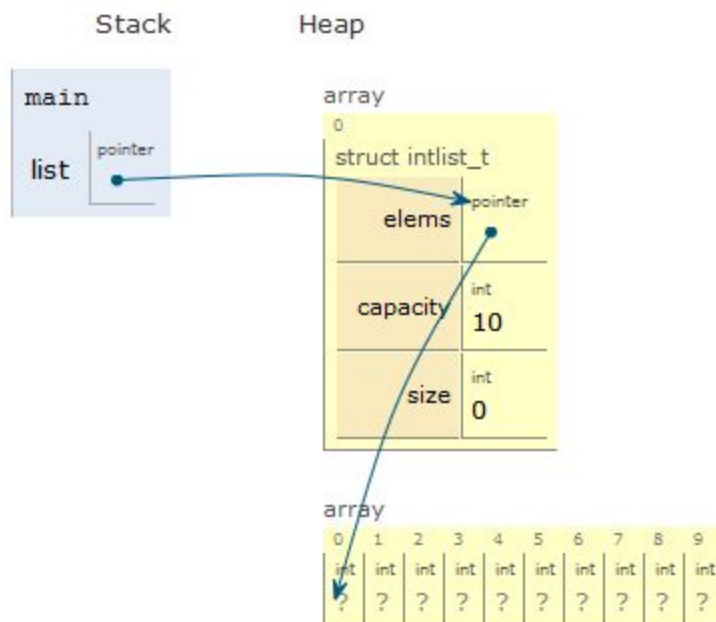 Stack Heap
main
list pointer
array
0
struct intlist_t
elems pointer
capacity int 10
size int 0
array
0 1 2 3 4 5 6 7 8 9
int int int int int int int int int int
? ? ? ? ? ? ? ? ? ?